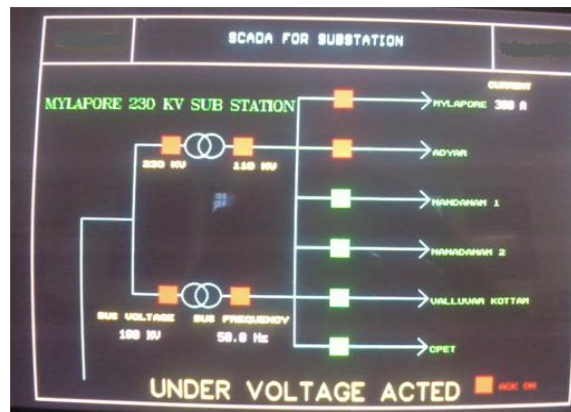 SCADA FOR SUBSTATION
CURRENT
MYLAPORE 230 KV SUB STATION
MYLAPORE 360 A
230 KV
110 KV
ADYAR
NANDANAM 1
NANADANAM 2
VALLUVAR KOTTAM
BUS VOLTAGE
BUS FREQUENCY
100 KV
50.0 Hz
CPET
UNDER VOLTAGE ACTED
ACK ON